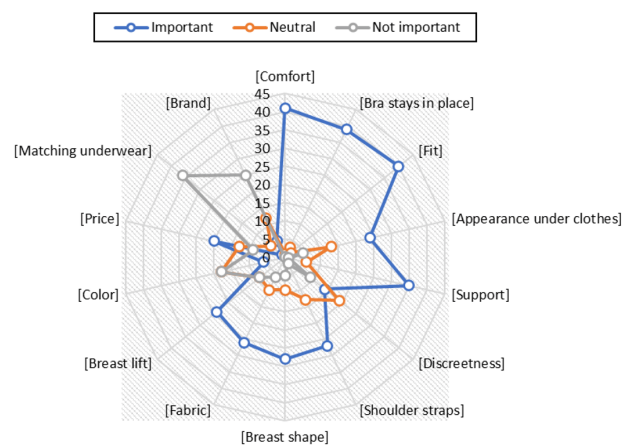 Important Neutral Not important
[Comfort]
[Brand] [Bra stays in place]
[Matching underwear] [Fit]
[Price] [Appearance under clothes]
[Color] [Support]
[Breast lift] [Discreetness]
[Fabric] [Shoulder straps]
[Breast shape]
45
40
35
30
25
20
15
10
5
0